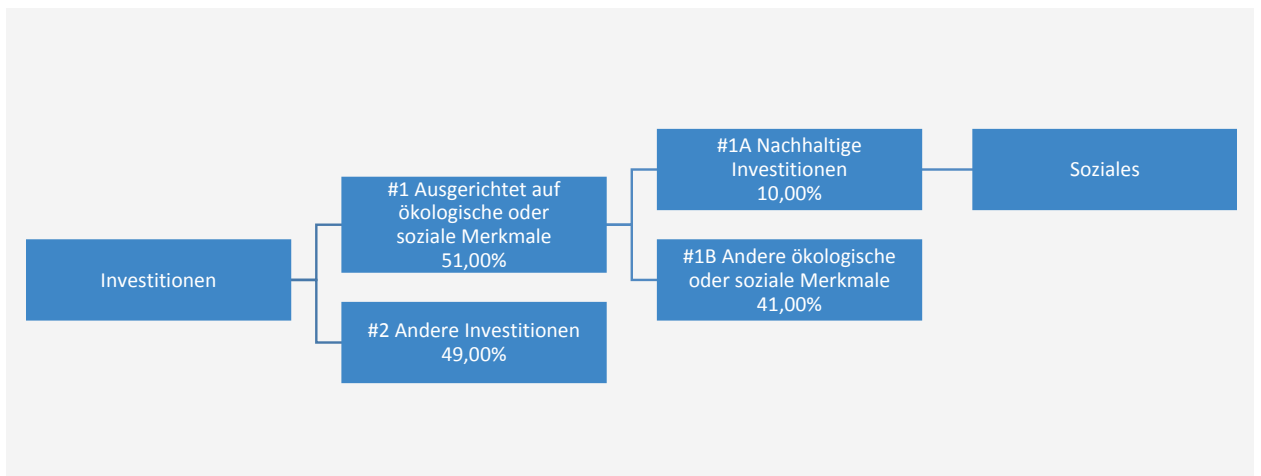 Investitionen
#1 Ausgerichtet auf
ökologische oder
soziale Merkmale
51,00%
#2 Andere Investitionen
49,00%
#1A Nachhaltige
Investitionen
10,00%
#1B Andere ökologische
oder soziale Merkmale
41,00%
Soziales